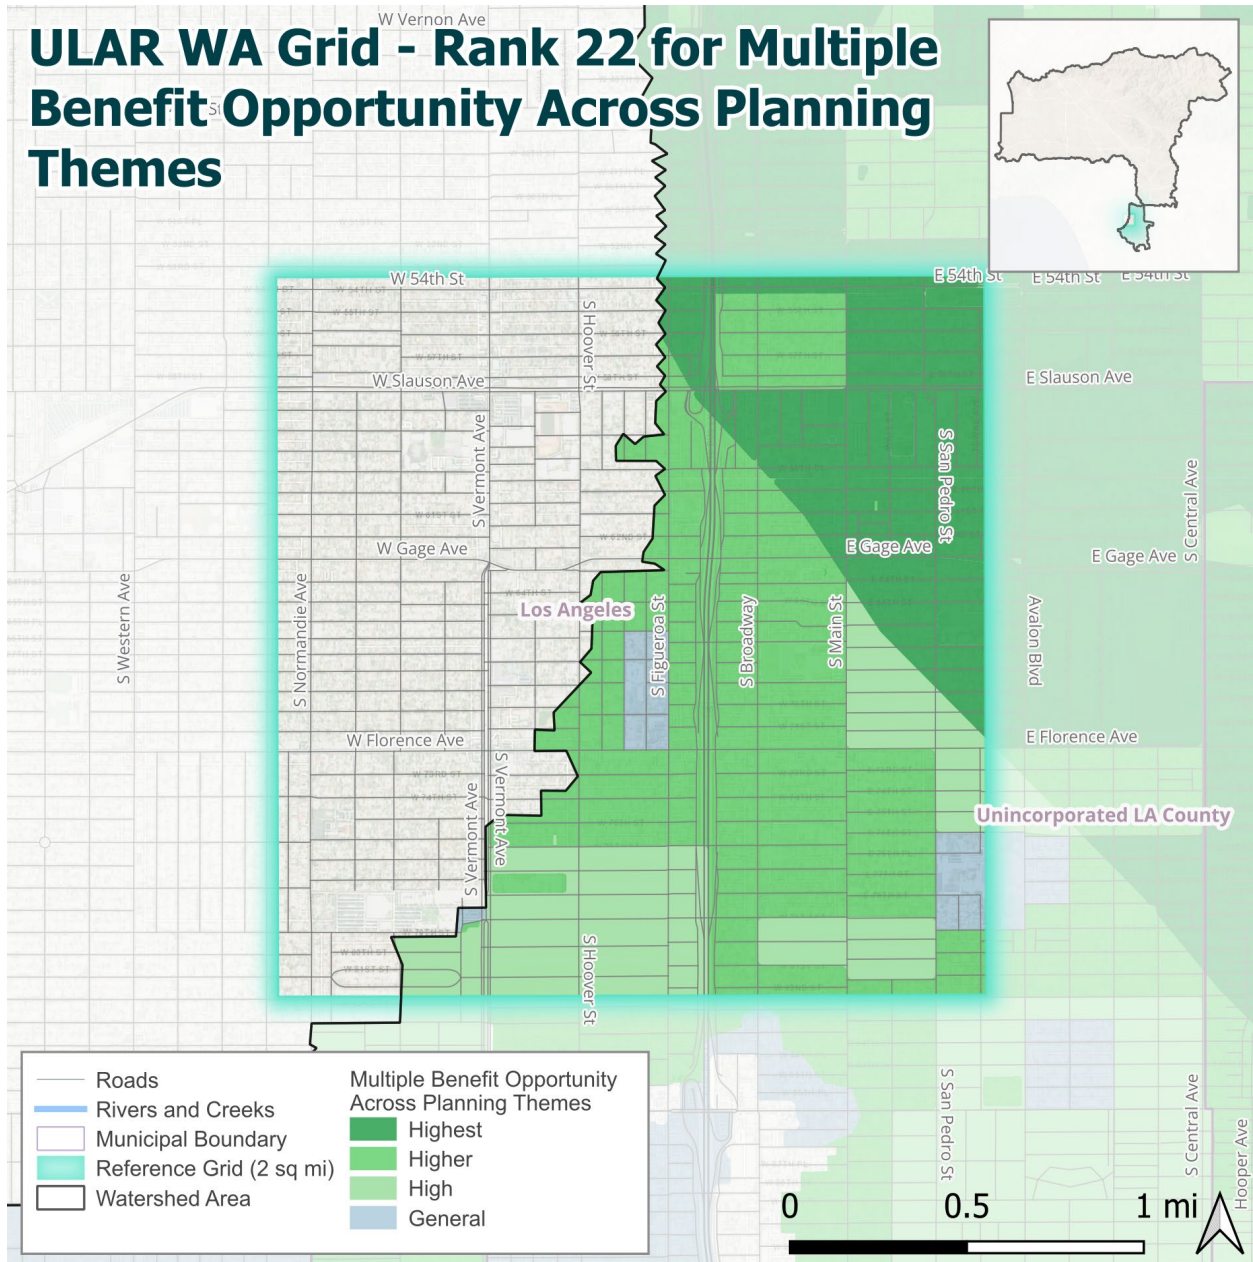 W Vernon Ave
ULAR WA Grid - Rank 22 for Multiple
Benefit Opportunity Across Planning
Themes
W 54th St
E 54th St
E 54th St
E 54th St
S Hoover St
W Slauson Ave
E Slauson Ave
S Vermont Ave
S San Pedro St
S Central Ave
W Gage Ave
E Gage Ave
E Gage Ave
S Western Ave
S Normandie Ave
Los Angeles
S Figueroa St
S Broadway
S Main St
Avalon Blvd
W Florence Ave
E Florence Ave
S Vermont Ave
S Vermont Ave
Unincorporated LA County
S Hoover St
S San Pedro St
S Central Ave
Hooper Ave
Roads
Rivers and Creeks
Municipal Boundary
Reference Grid (2 sq mi)
Watershed Area
Multiple Benefit Opportunity
Across Planning Themes
Highest
Higher
High
General
0 0.5 1 mi